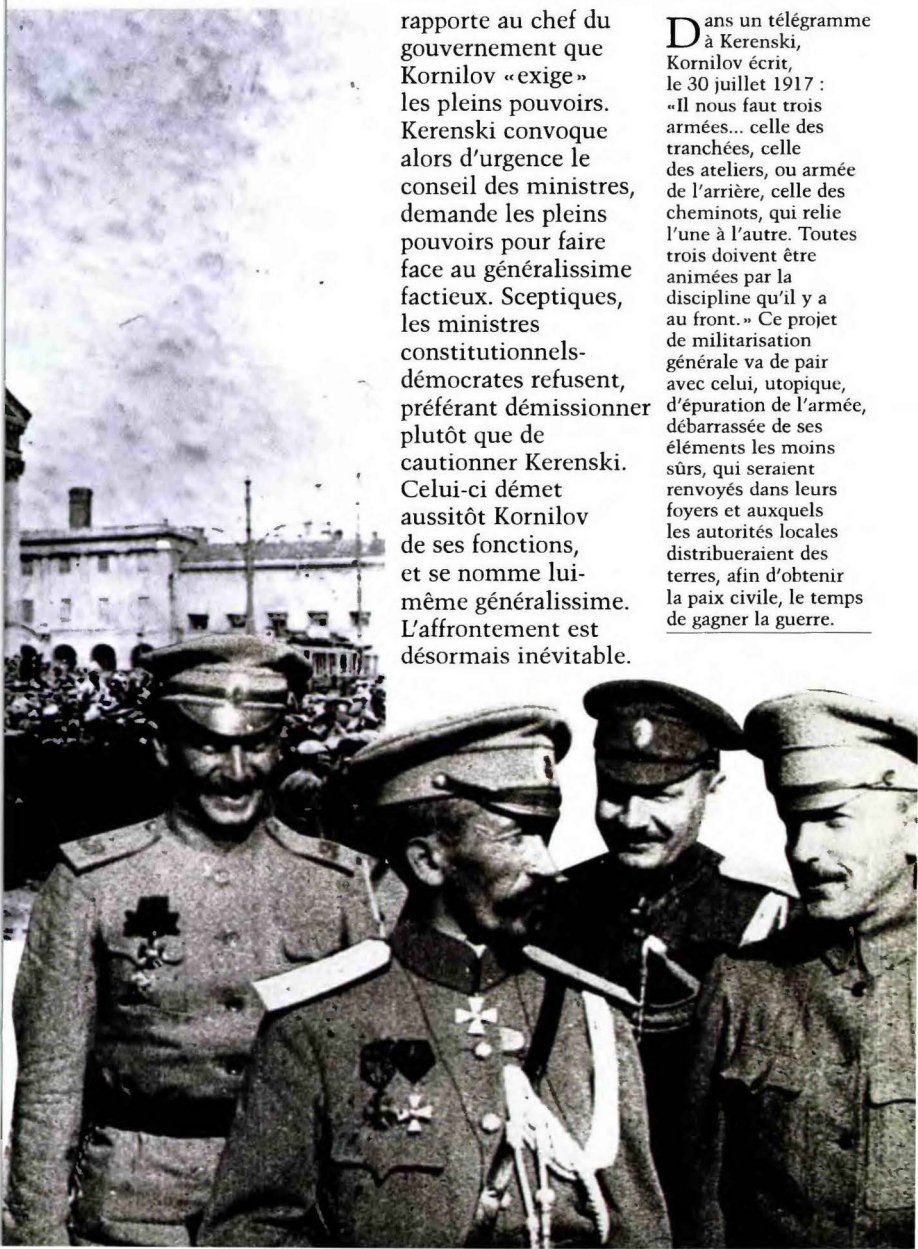 rapporte au chef du
gouvernement que
Kornilov «exige»
les pleins pouvoirs.
Kerenski convoque
alors d'urgence le
conseil des ministres,
demande les pleins
pouvoirs pour faire
face au généralissime
factieux. Sceptiques,
les ministres
constitutionnels-
démocrates refusent,
préférant démissionner
plutôt que de
cautionner Kerenski.
Celui-ci démet
aussitôt Kornilov
de ses fonctions,
et se nomme lui-
même généralissime.
L'affrontement est
désormais inévitable.
Dans un télégramme
à Kerenski,
Kornilov écrit,
le 30 juillet 1917 :
«Il nous faut trois
armées... celle des
tranchées, celle
des ateliers, ou armée
de l'arrière, celle des
cheminots, qui relie
l'une à l'autre. Toutes
trois doivent être
animées par la
discipline qu'il y a
au front.» Ce projet
de militarisation
générale va de pair
avec celui, utopique,
d'épuration de l'armée,
débarrassée de ses
éléments les moins
sûrs, qui seraient
renvoyés dans leurs
foyers et auxquels
les autorités locales
distribueraient des
terres, afin d'obtenir
la paix civile, le temps
de gagner la guerre.